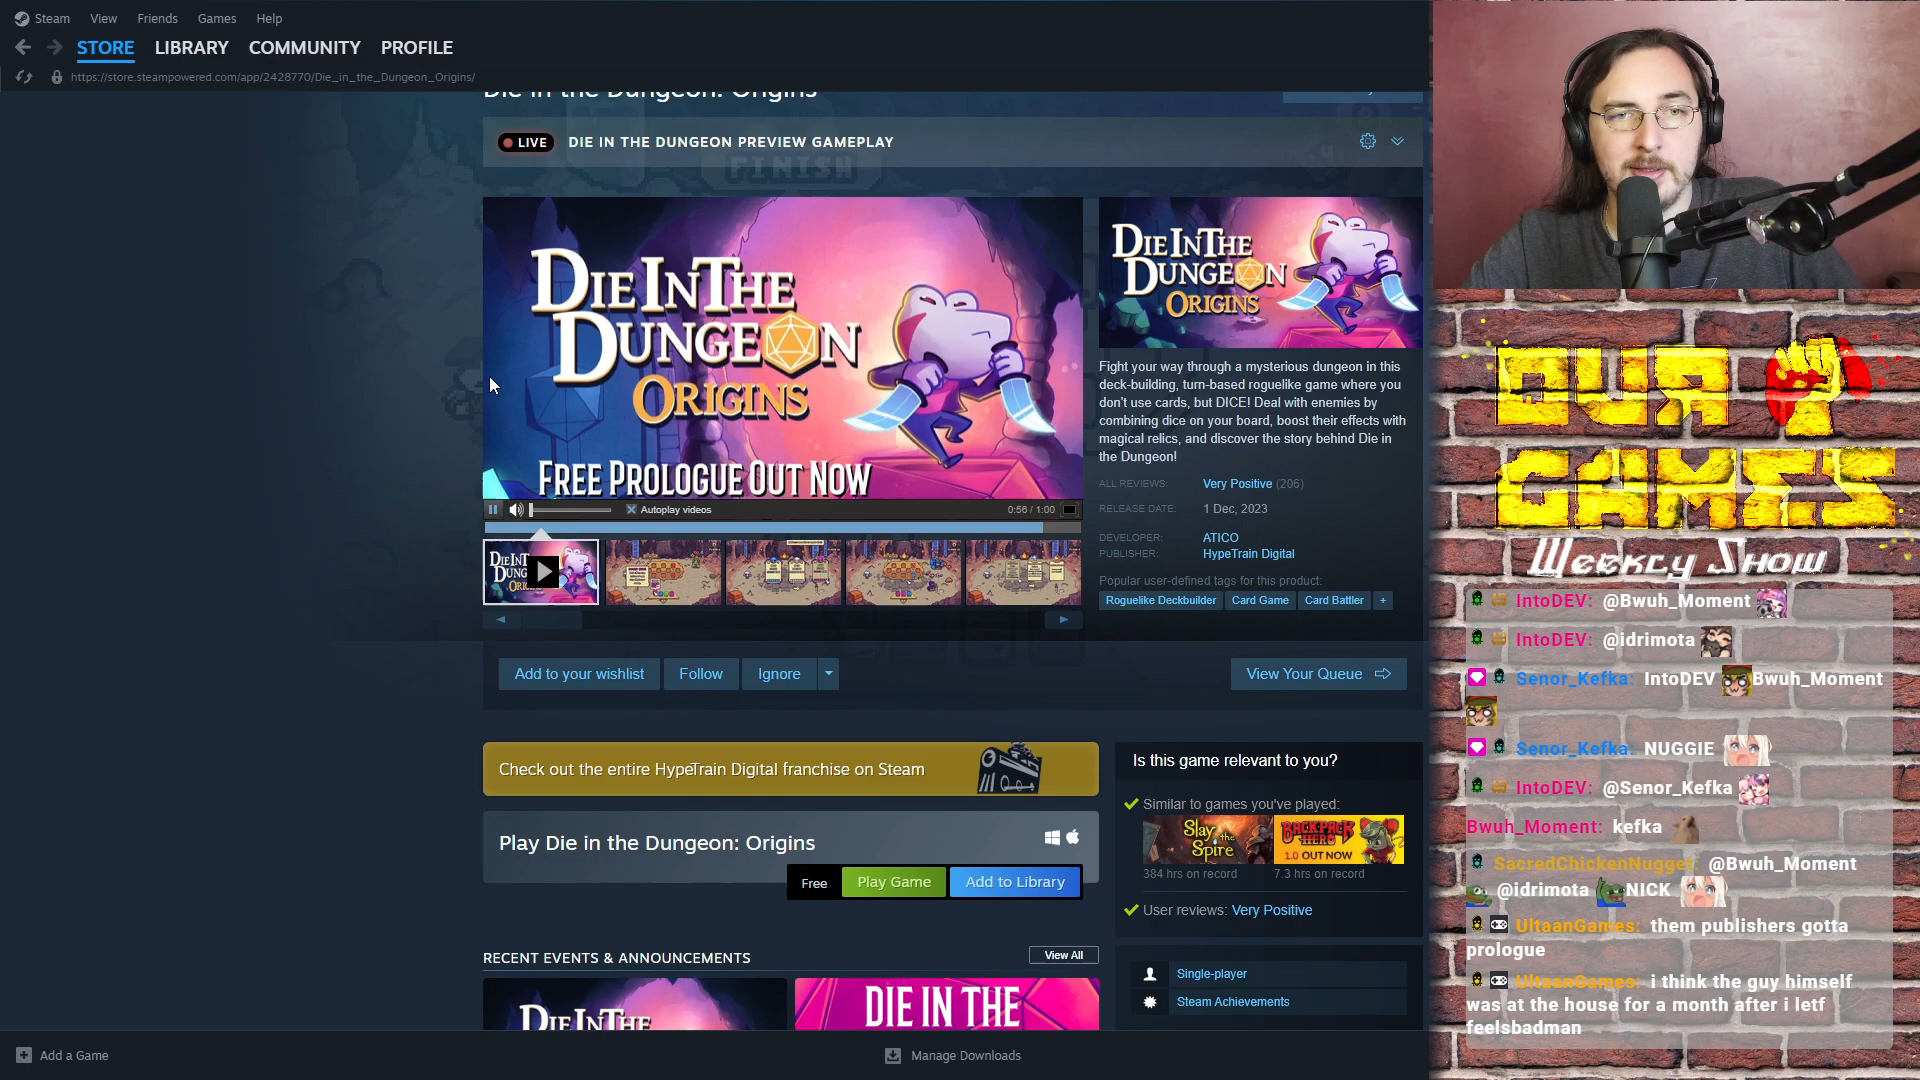 Steam View Friends Games Help
STORE LIBRARY COMMUNITY PROFILE
https://store.steampowered.com/app/2428770/Die_in_the_Dungeon_Origins/
Die in the Dungeon: Origins
LIVE DIE IN THE DUNGEON PREVIEW GAMEPLAY
FINISH
DIE IN THE
DUNGEON
ORIGINS
FREE PROLOGUE OUT NOW
Autoplay videos 0:56 / 1:00
DIE IN THE
DUNGEON
ORIGINS
Fight your way through a mysterious dungeon in this
deck-building, turn-based roguelike game where you
don't use cards, but DICE! Deal with enemies by
combining dice on your board, boost their effects with
magical relics, and discover the story behind Die in
the Dungeon!
ALL REVIEWS: Very Positive (206)
RELEASE DATE: 1 Dec, 2023
DEVELOPER: ATICO
PUBLISHER: HypeTrain Digital
Popular user-defined tags for this product:
Roguelike Deckbuilder Card Game Card Battler +
Add to your wishlist Follow Ignore View Your Queue
Check out the entire HypeTrain Digital franchise on Steam
Play Die in the Dungeon: Origins
Free Play Game Add to Library
Is this game relevant to you?
Similar to games you've played:
Slay the Spire
BACKPACK HERO
1.0 OUT NOW
384 hrs on record 7.3 hrs on record
User reviews: Very Positive
RECENT EVENTS & ANNOUNCEMENTS View All
DIE IN THE
DIE IN THE
Single-player
Steam Achievements
Add a Game Manage Downloads
OUR
GAMES
WEEKLY SHOW
IntoDEV: @Bwuh_Moment
IntoDEV: @idrimota
Senor_Kefka: IntoDEV Bwuh_Moment
Senor_Kefka: NUGGIE
IntoDEV: @Senor_Kefka
Bwuh_Moment: kefka
SacredChickenNugget: @Bwuh_Moment
@idrimota NICK
UltaanGames: them publishers gotta
prologue
UltaanGames: i think the guy himself
was at the house for a month after i letf
feelsbadman